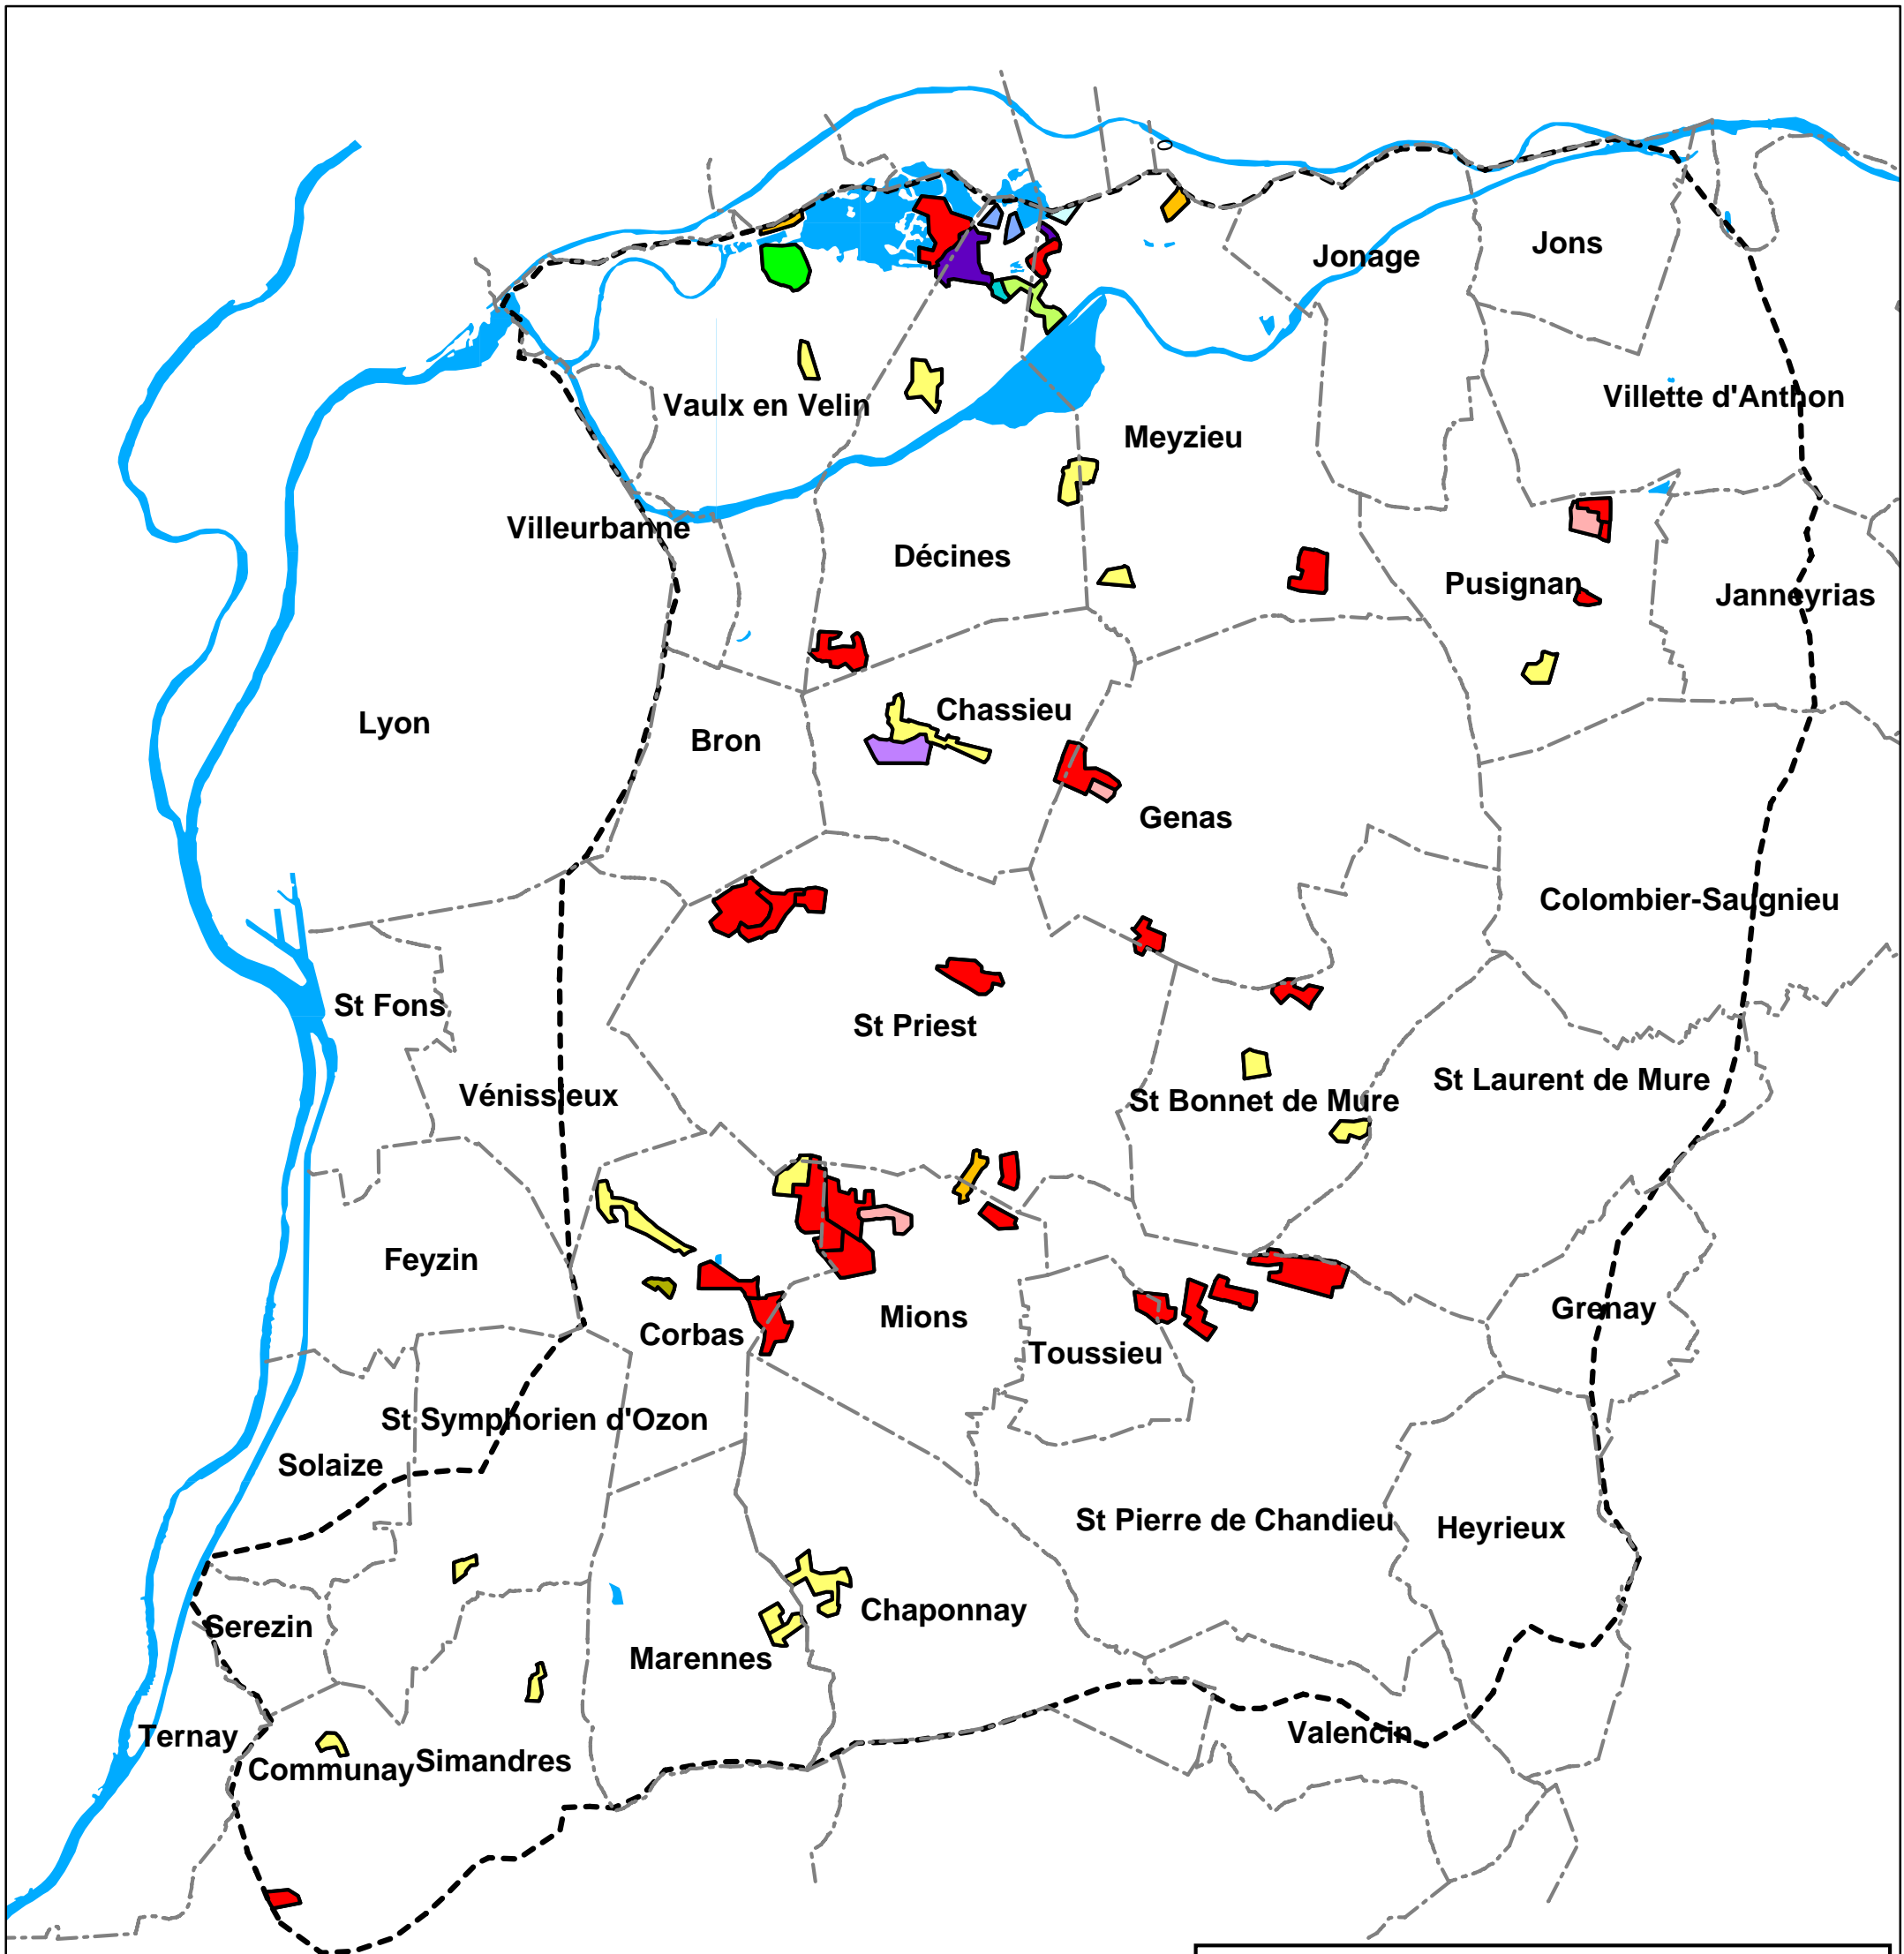 Jons
Jonage
Villette d'Anthon
Vaulx en Velin
Meyzieu
Villeurbanne
Décines
Pusignan
Janneyrias
Chassieu
Lyon
Bron
Genas
Colombier-Saugnieu
St Fons
St Priest
St Laurent de Mure
Vénissieux
St Bonnet de Mure
Feyzin
Grenay
Mions
Corbas
Toussieu
St Symphorien d'Ozon
Solaize
St Pierre de Chandieu
Heyrieux
Chaponnay
Serezin
Marennes
Valencin
Ternay
Simandres
Communay